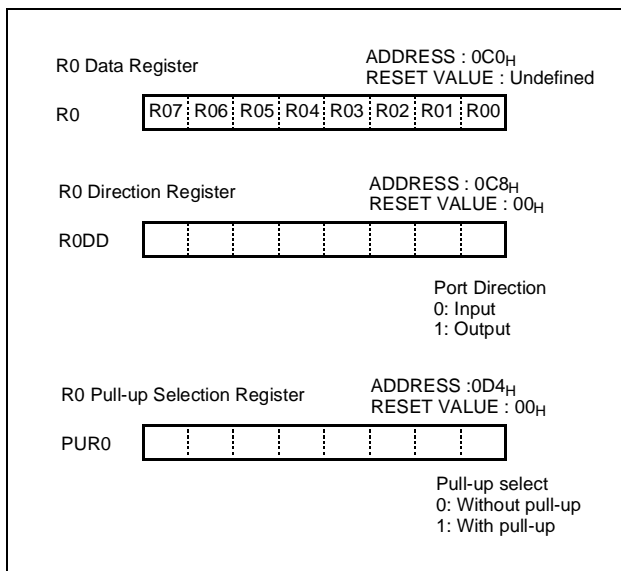 R0 Data Register
ADDRESS : 0C0H
RESET VALUE : Undefined
R0
R07 R06 R05 R04 R03 R02 R01 R00
R0 Direction Register
ADDRESS : 0C8H
RESET VALUE : 00H
R0DD
Port Direction
0: Input
1: Output
R0 Pull-up Selection Register
ADDRESS :0D4H
RESET VALUE : 00H
PUR0
Pull-up select
0: Without pull-up
1: With pull-up